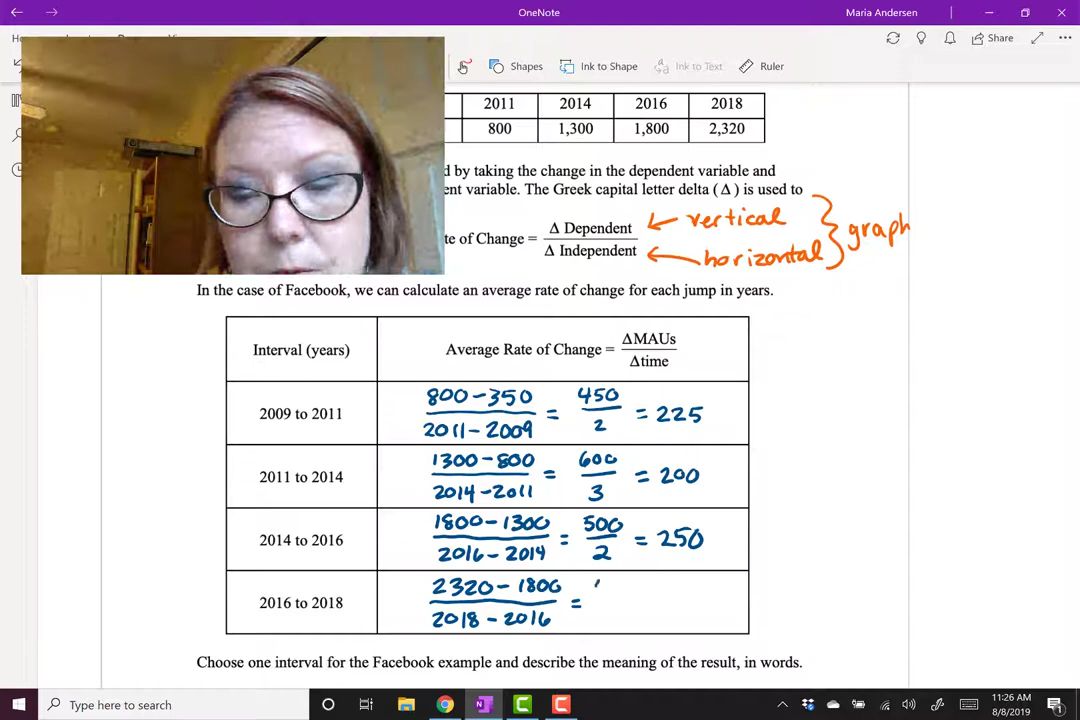 OneNote
Maria Andersen
Share
Shapes
Ink to Shape
Ink to Text
Ruler
2011 2014 2016 2018
800 1,300 1,800 2,320
d by taking the change in the dependent variable and
ent variable. The Greek capital letter delta (Δ) is used to
te of Change = Δ Dependent / Δ Independent
vertical
horizontal
graph
In the case of Facebook, we can calculate an average rate of change for each jump in years.
Interval (years) Average Rate of Change = ΔMAUs / Δtime
2009 to 2011 800-350 / 2011-2009 = 450 / 2 = 225
2011 to 2014 1300-800 / 2014-2011 = 600 / 3 = 200
2014 to 2016 1800-1300 / 2016-2014 = 500 / 2 = 250
2016 to 2018 2320-1800 / 2018-2016 =
Choose one interval for the Facebook example and describe the meaning of the result, in words.
Type here to search
11:26 AM
8/8/2019